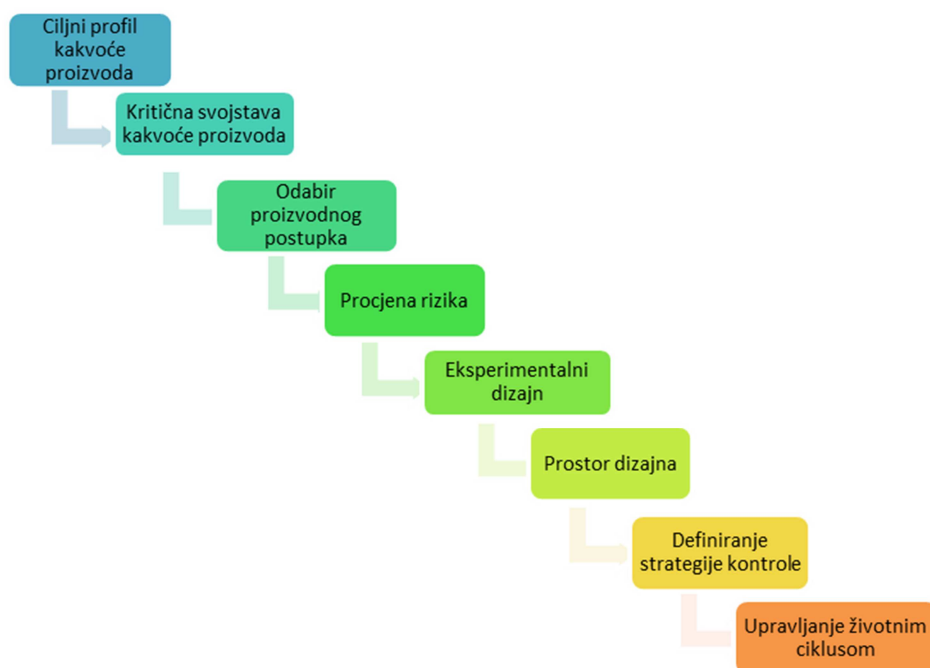 Ciljni profil
kakvoće
proizvoda
Kritična svojstava
kakvoće proizvoda
Odabir
proizvodnog
postupka
Procjena rizika
Eksperimentalni
dizajn
Prostor dizajna
Definiranje
strategije kontrole
Upravljanje životnim
ciklusom